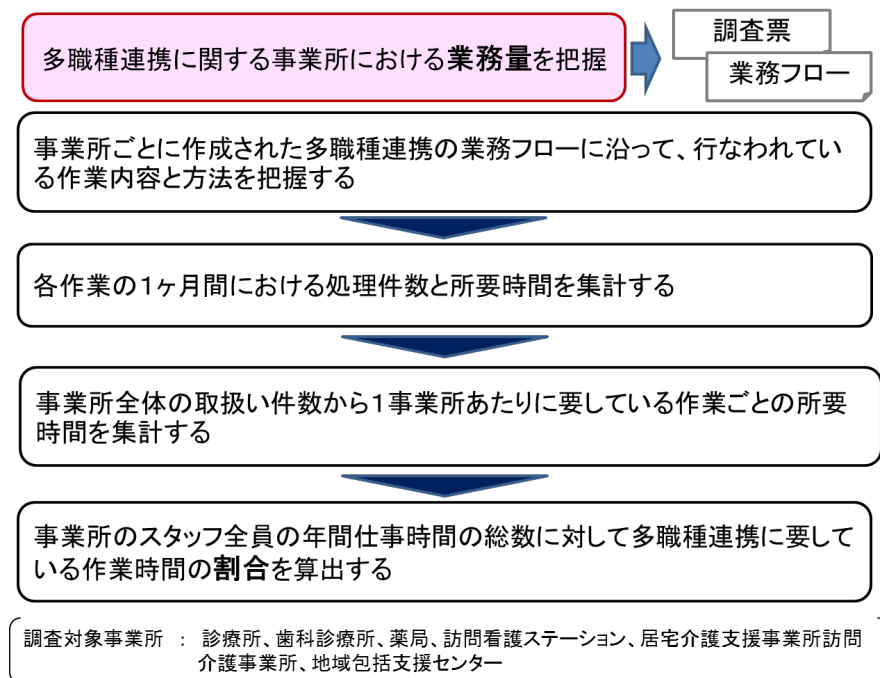 多職種連携に関する事業所における業務量を把握
調査票
業務フロー
事業所ごとに作成された多職種連携の業務フローに沿って、行なわれてい
る作業内容と方法を把握する
各作業の1ヶ月間における処理件数と所要時間を集計する
事業所全体の取扱い件数から1事業所あたりに要している作業ごとの所要
時間を集計する
事業所のスタッフ全員の年間仕事時間の総数に対して多職種連携に要して
いる作業時間の割合を算出する
調査対象事業所 : 診療所、歯科診療所、薬局、訪問看護ステーション、居宅介護支援事業所訪問
介護事業所、地域包括支援センター